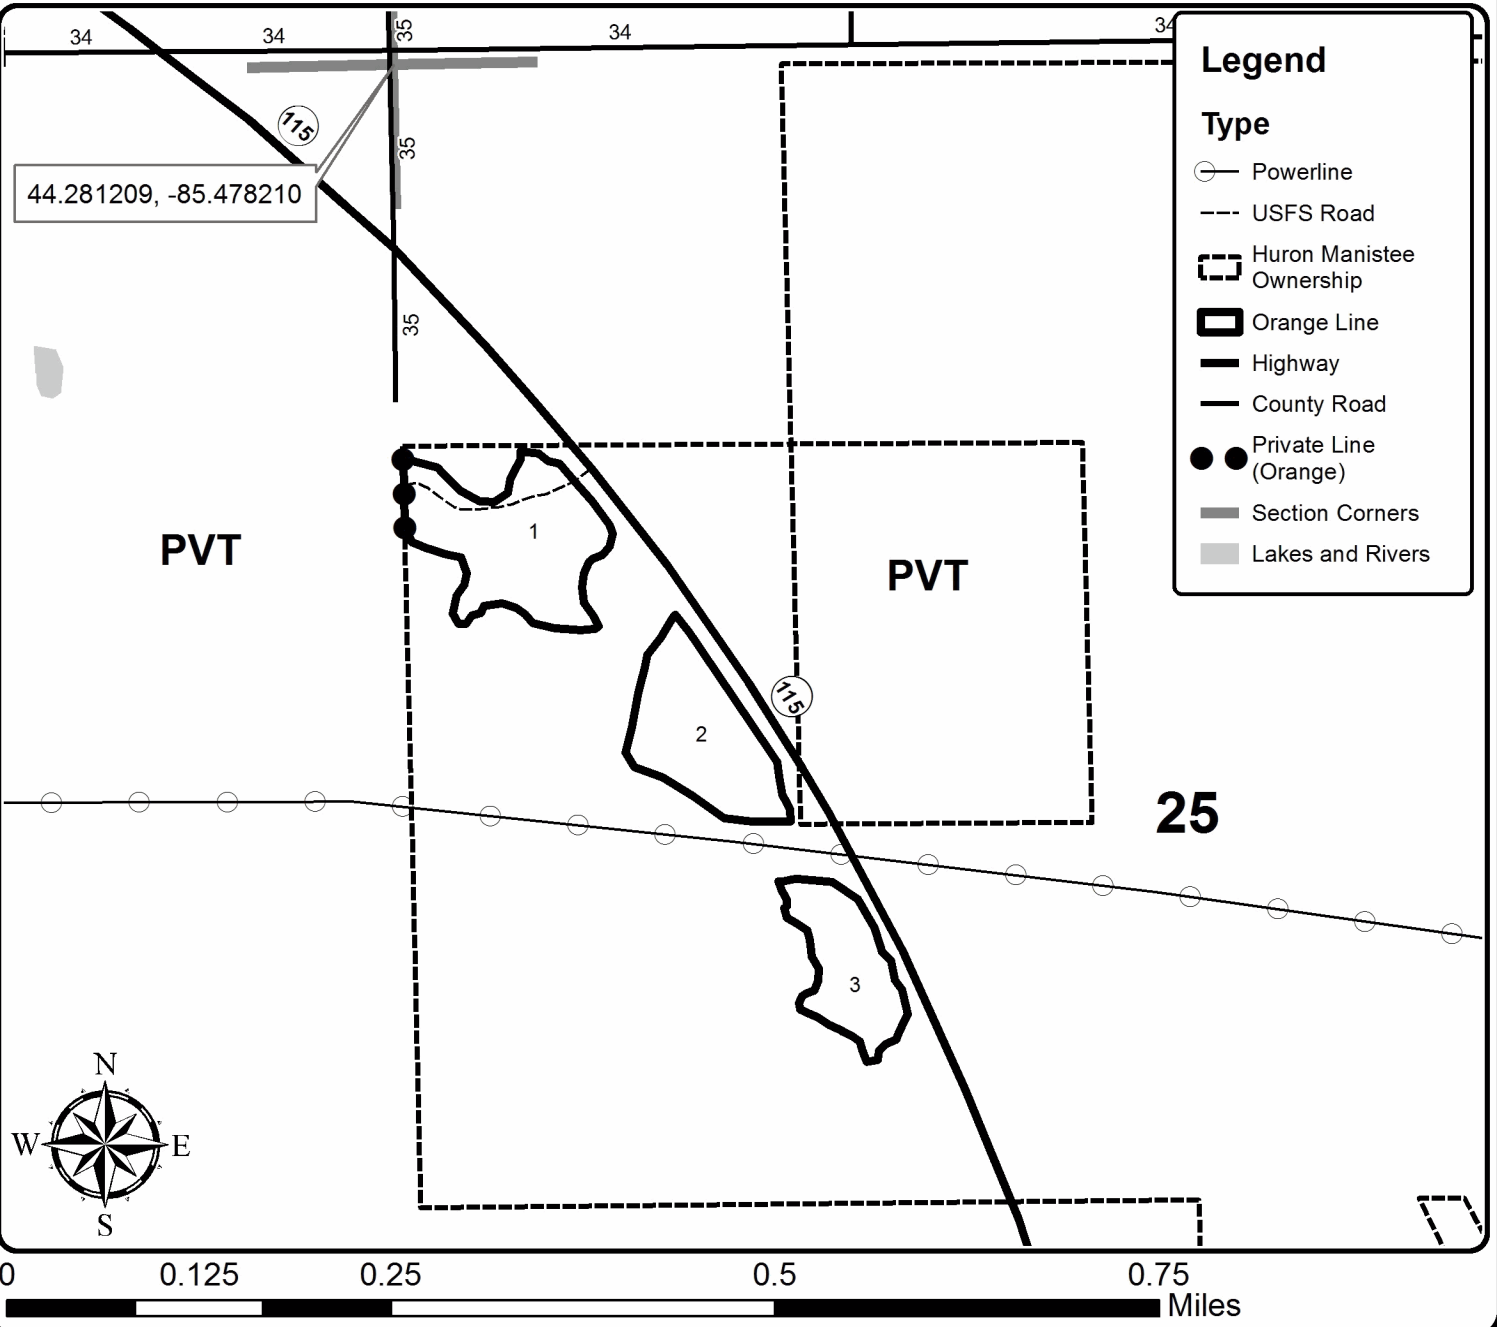 34
34
35
34
34
115
35
44.281209, -85.478210
35
Legend
Type
Powerline
USFS Road
Huron Manistee
Ownership
Orange Line
Highway
County Road
Private Line
(Orange)
Section Corners
Lakes and Rivers
1
PVT
PVT
115
2
25
3
N
W
E
S
0
0.125
0.25
0.5
0.75
Miles